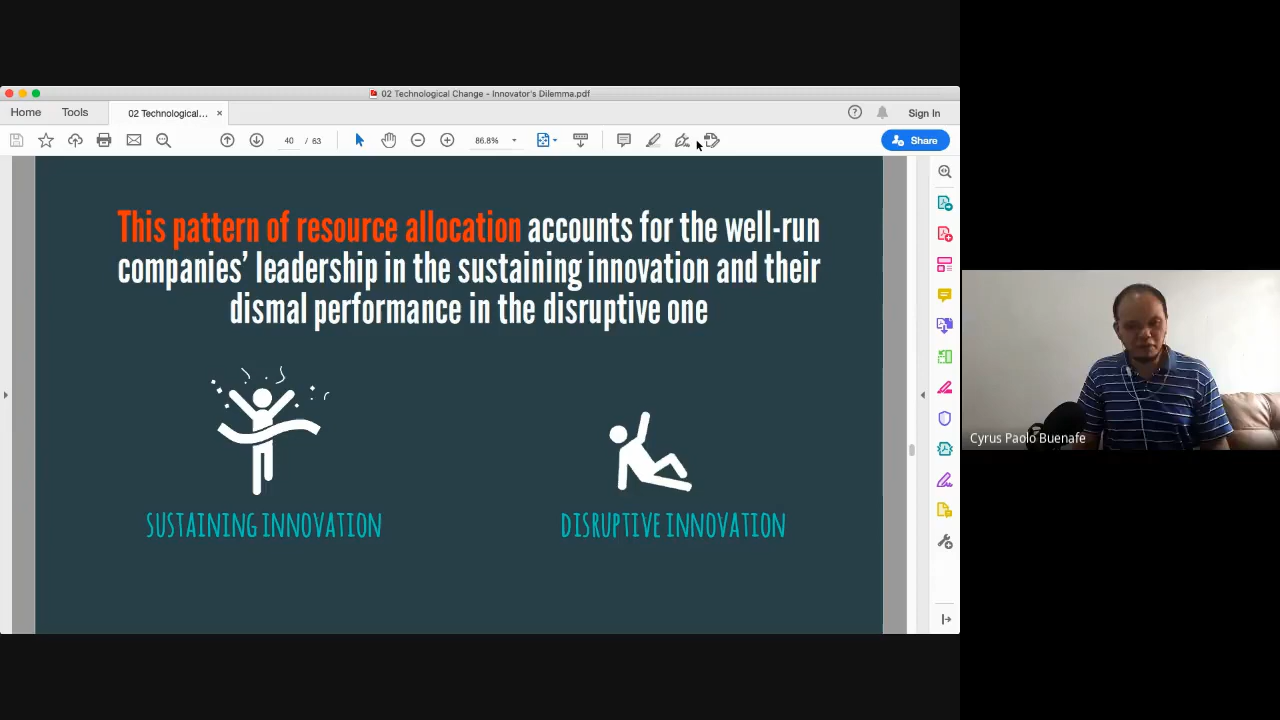 02 Technological Change - Innovator's Dilemma.pdf
Home
Tools
02 Technological...
×
Sign In
40 / 63
86.8%
Share
This pattern of resource allocation accounts for the well-run
companies’ leadership in the sustaining innovation and their
dismal performance in the disruptive one
SUSTAINING INNOVATION
DISRUPTIVE INNOVATION
Cyrus Paolo Buenafe